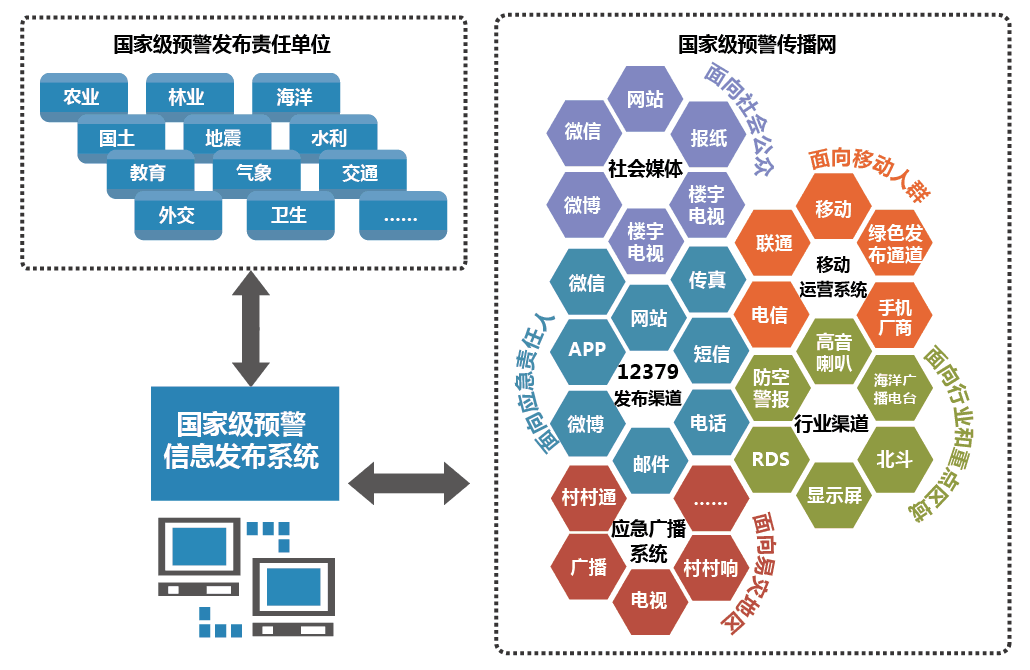 国家级预警发布责任单位
农业
林业
海洋
国土
地震
水利
教育
气象
交通
外交
卫生
......
国家级预警
信息发布系统
国家级预警传播网
面向社会公众
网站
微信
报纸
社会媒体
微博
楼宇
电视
楼宇
电视
面向移动人群
移动
联通
绿色发
布通道
移动
运营系统
电信
手机
厂商
面向应急责任人
微信
传真
网站
APP
短信
12379
发布渠道
微博
电话
邮件
面向行业和重点区域
高音
喇叭
防空
警报
海洋广
播电台
行业渠道
RDS
北斗
显示屏
面向易灾地区
村村通
......
应急广播
系统
广播
村村响
电视